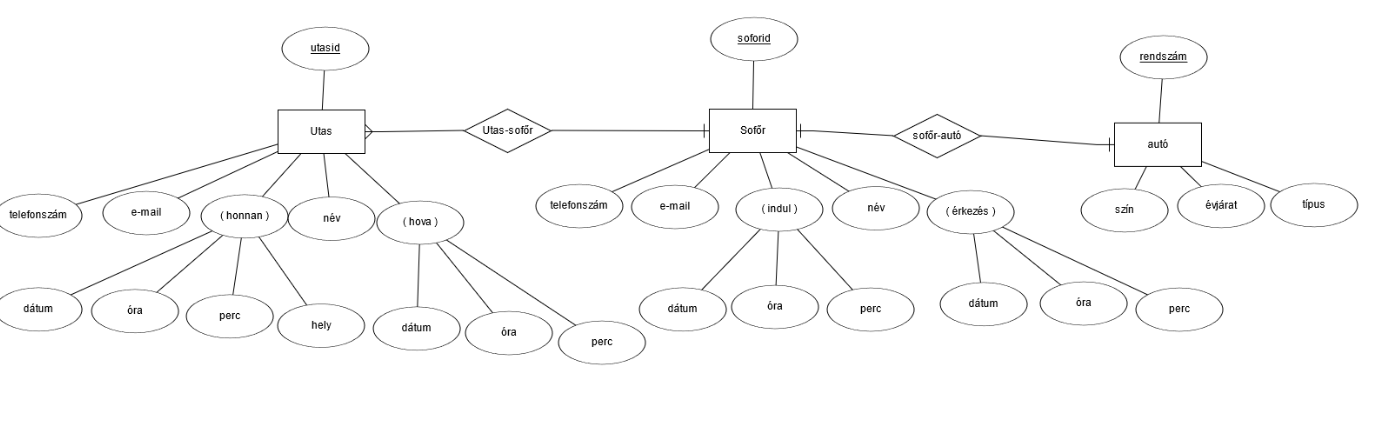 utasid
soforid
rendszám
Utas
Utas-sofőr
Sofőr
sofőr-autó
autó
telefonszám
e-mail
( honnan )
név
( hova )
telefonszám
e-mail
( indul )
név
( érkezés )
szín
évjárat
típus
dátum
óra
perc
hely
dátum
óra
perc
dátum
óra
perc
dátum
óra
perc